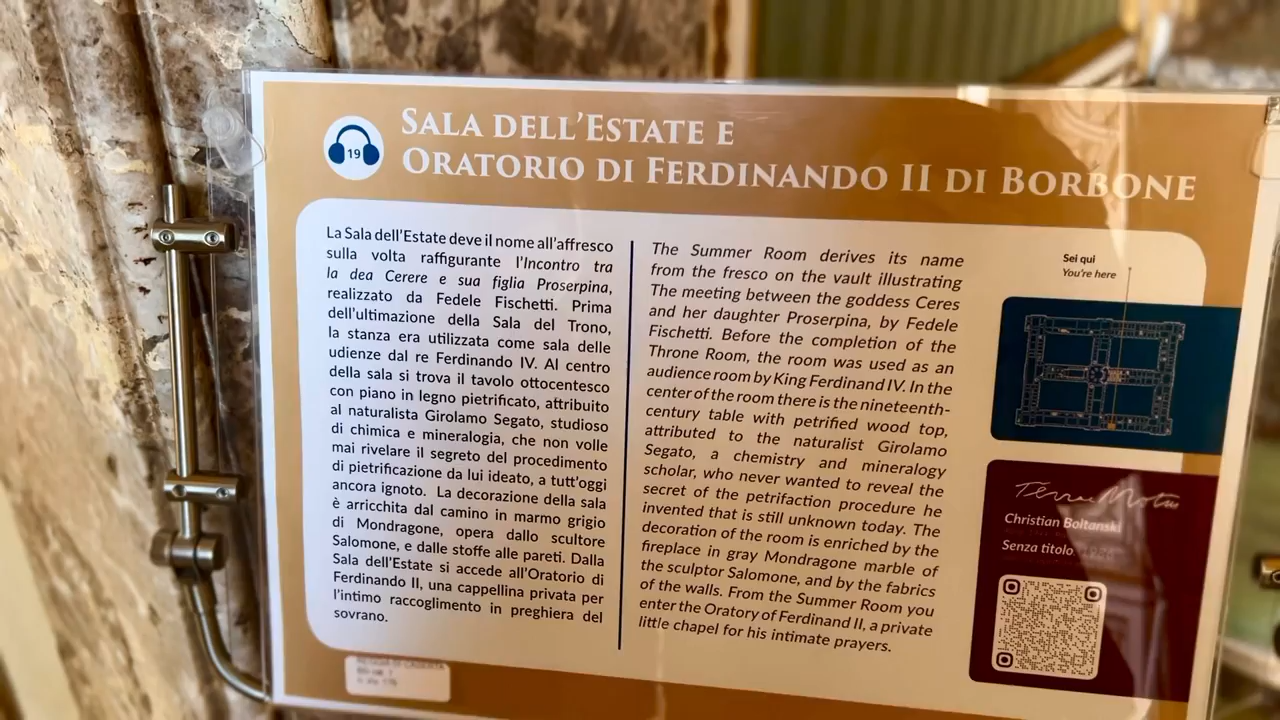 19
SALA DELL'ESTATE E
ORATORIO DI FERDINANDO II DI BORBONE
La Sala dell'Estate deve il nome all'affresco
sulla volta raffigurante l'Incontro tra
la dea Cerere e sua figlia Proserpina,
realizzato da Fedele Fischetti. Prima
dell'ultimazione della Sala del Trono,
la stanza era utilizzata come sala delle
udienze dal re Ferdinando IV. Al centro
della sala si trova il tavolo ottocentesco
con piano in legno pietrificato, attribuito
al naturalista Girolamo Segato, studioso
di chimica e mineralogia, che non volle
mai rivelare il segreto del procedimento
di pietrificazione da lui ideato, a tutt'oggi
ancora ignoto. La decorazione della sala
è arricchita dal camino in marmo grigio
di Mondragone, opera dallo scultore
Salomone, e dalle stoffe alle pareti. Dalla
Sala dell'Estate si accede all'Oratorio di
Ferdinando II, una cappellina privata per
l'intimo raccoglimento in preghiera del
sovrano.
The Summer Room derives its name
from the fresco on the vault illustrating
The meeting between the goddess Ceres
and her daughter Proserpina, by Fedele
Fischetti. Before the completion of the
Throne Room, the room was used as an
audience room by King Ferdinand IV. In the
center of the room there is the nineteenth-
century table with petrified wood top,
attributed to the naturalist Girolamo
Segato, a chemistry and mineralogy
scholar, who never wanted to reveal the
secret of the petrifaction procedure he
invented that is still unknown today. The
decoration of the room is enriched by the
fireplace in gray Mondragone marble of
the sculptor Salomone, and by the fabrics
of the walls. From the Summer Room you
enter the Oratory of Ferdinand II, a private
little chapel for his intimate prayers.
Sei qui
You're here
Terrae Motus
Christian Boltanski
Senza titolo,